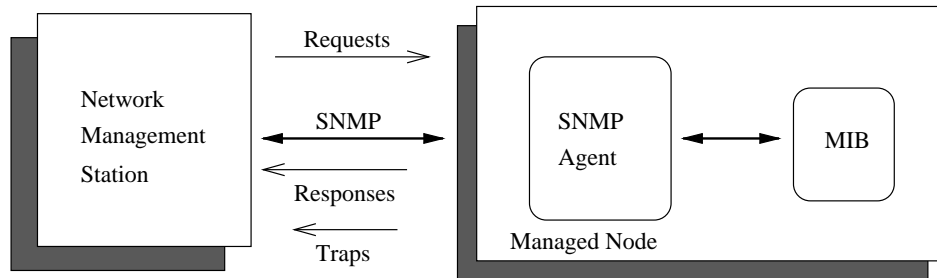 Network
Management
Station
Requests
SNMP
Responses
Traps
SNMP
Agent
MIB
Managed Node